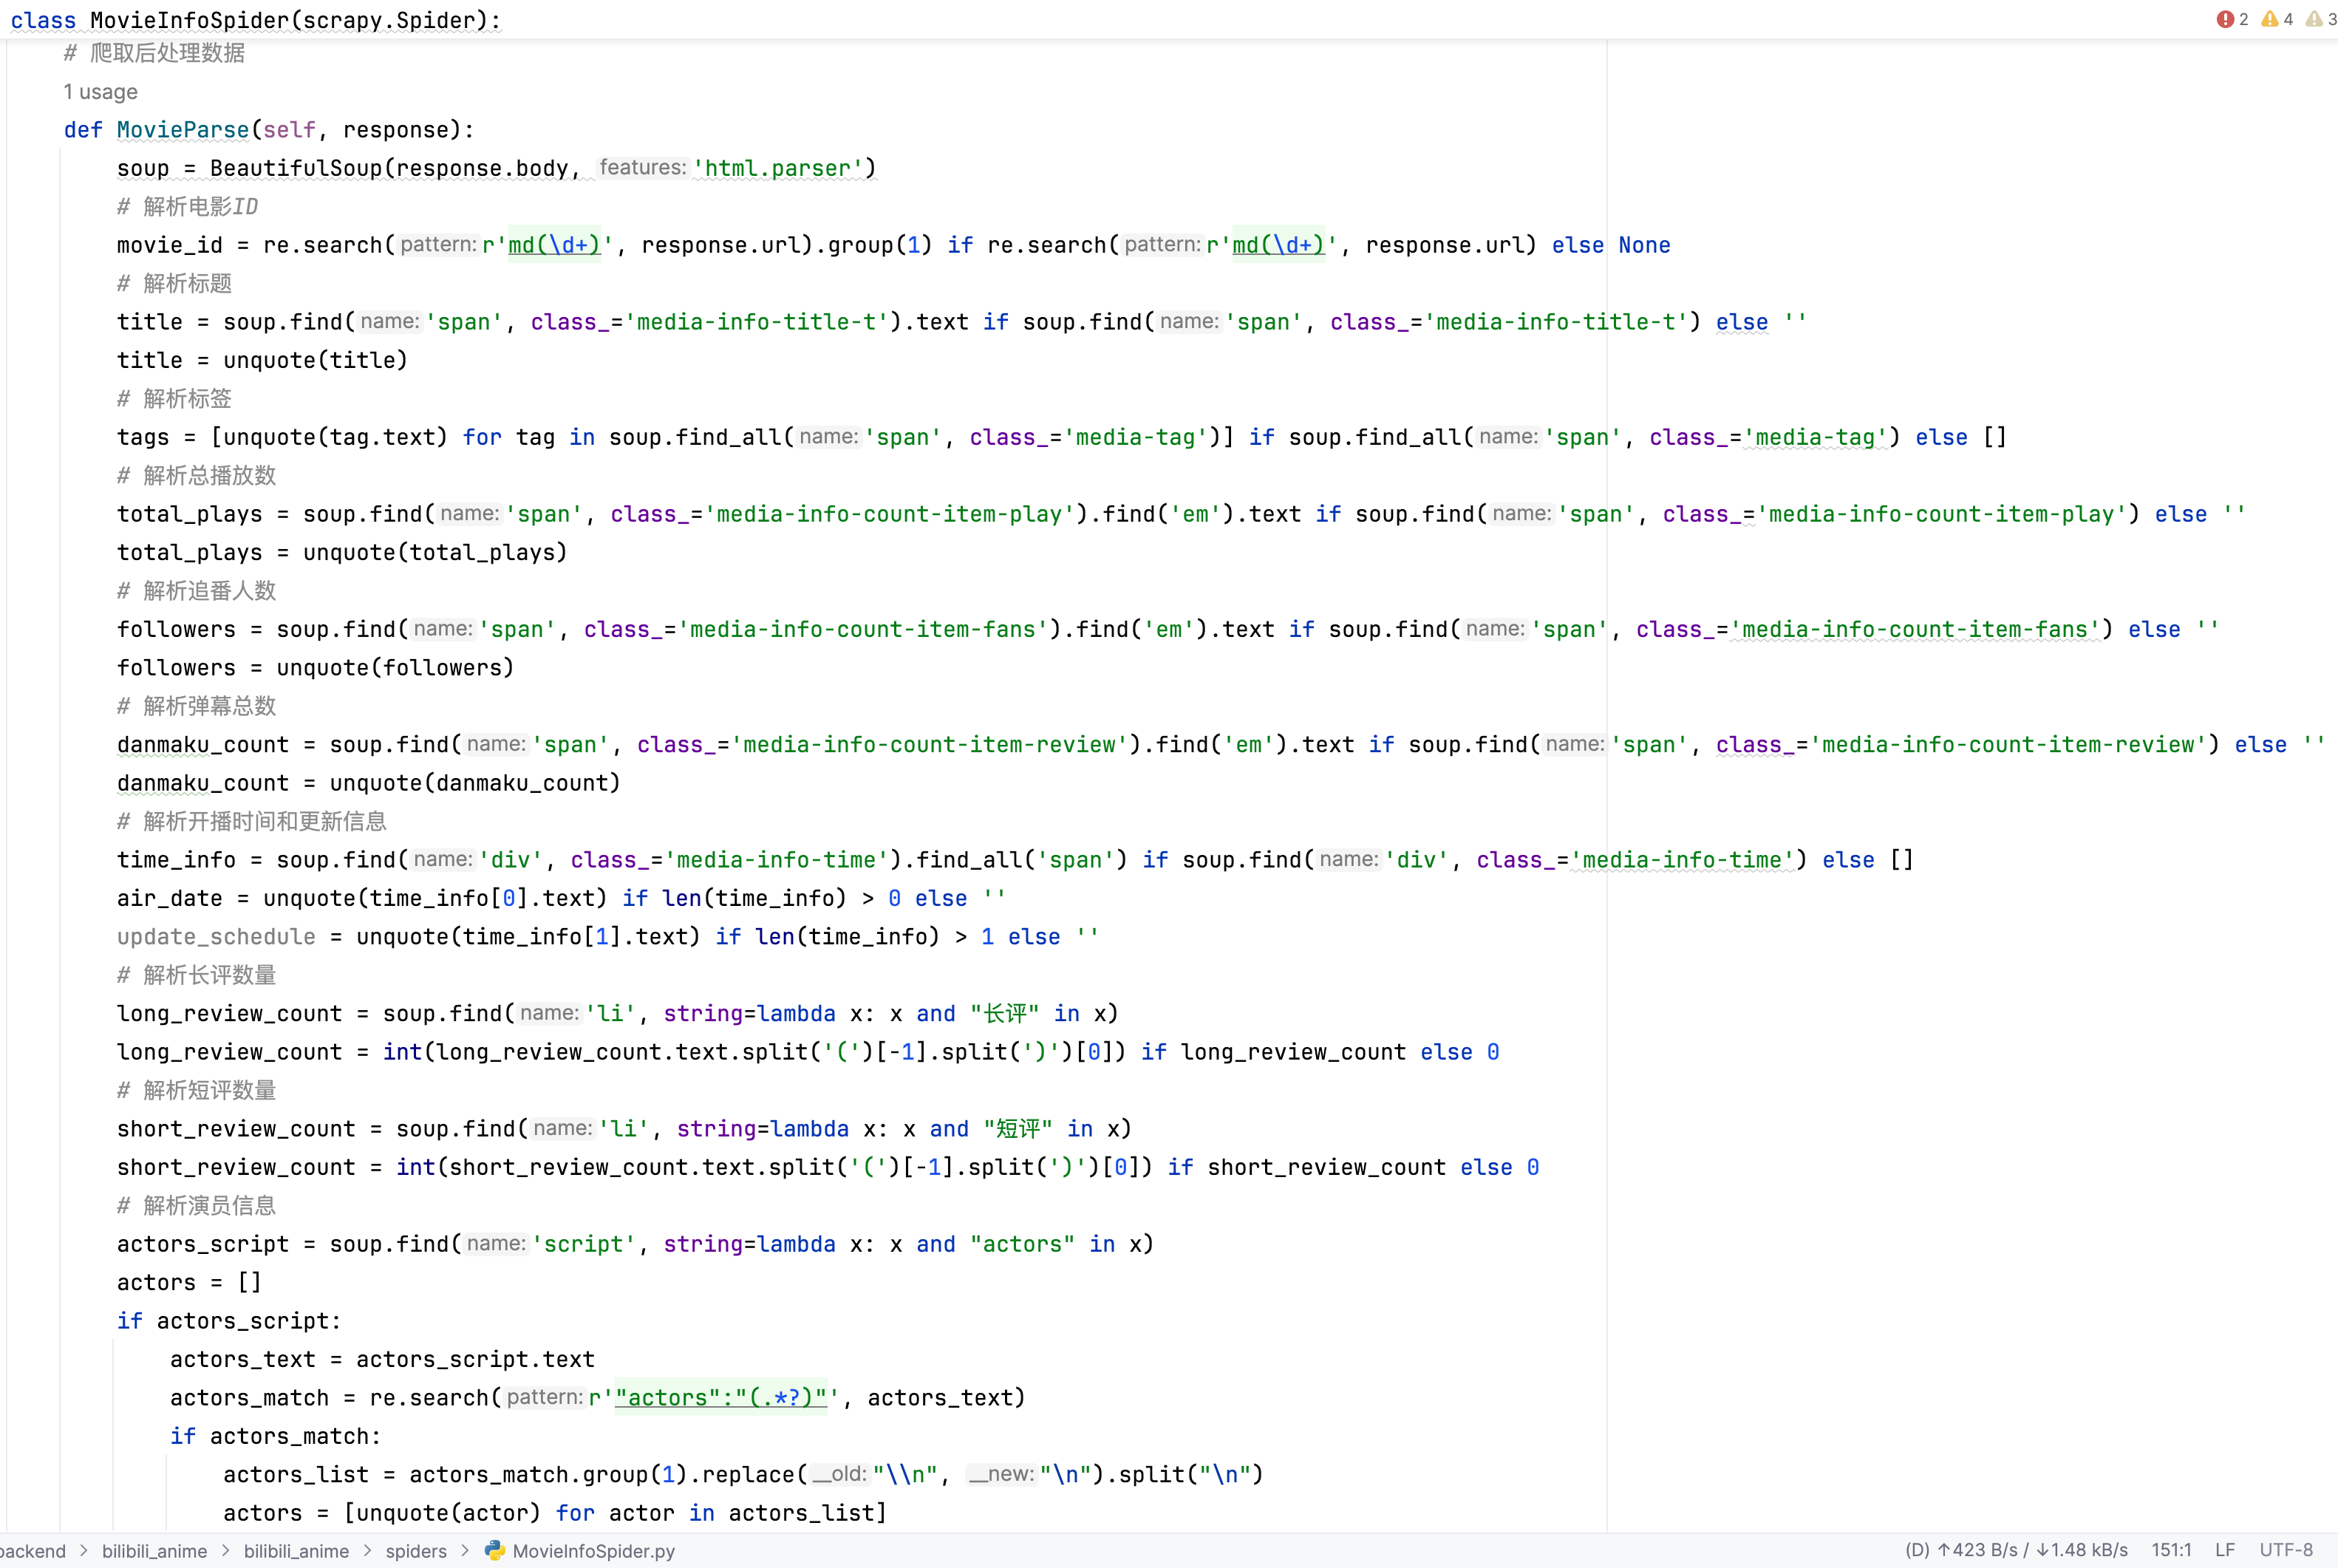 class MovieInfoSpider(scrapy.Spider): 2 4 3
# 爬取后处理数据
1 usage
def MovieParse(self, response):
soup = BeautifulSoup(response.body, features: 'html.parser')
# 解析电影ID
movie_id = re.search( pattern: r'md(\d+)', response.url).group(1) if re.search( pattern: r'md(\d+)', response.url) else None
# 解析标题
title = soup.find( name: 'span', class_='media-info-title-t').text if soup.find( name: 'span', class_='media-info-title-t') else ''
title = unquote(title)
# 解析标签
tags = [unquote(tag.text) for tag in soup.find_all( name: 'span', class_='media-tag')] if soup.find_all( name: 'span', class_='media-tag') else []
# 解析总播放数
total_plays = soup.find( name: 'span', class_='media-info-count-item-play').find('em').text if soup.find( name: 'span', class_='media-info-count-item-play') else ''
total_plays = unquote(total_plays)
# 解析追番人数
followers = soup.find( name: 'span', class_='media-info-count-item-fans').find('em').text if soup.find( name: 'span', class_='media-info-count-item-fans') else ''
followers = unquote(followers)
# 解析弹幕总数
danmaku_count = soup.find( name: 'span', class_='media-info-count-item-review').find('em').text if soup.find( name: 'span', class_='media-info-count-item-review') else ''
danmaku_count = unquote(danmaku_count)
# 解析开播时间和更新信息
time_info = soup.find( name: 'div', class_='media-info-time').find_all('span') if soup.find( name: 'div', class_='media-info-time') else []
air_date = unquote(time_info[0].text) if len(time_info) > 0 else ''
update_schedule = unquote(time_info[1].text) if len(time_info) > 1 else ''
# 解析长评数量
long_review_count = soup.find( name: 'li', string=lambda x: x and "长评" in x)
long_review_count = int(long_review_count.text.split('(')[-1].split(')')[0]) if long_review_count else 0
# 解析短评数量
short_review_count = soup.find( name: 'li', string=lambda x: x and "短评" in x)
short_review_count = int(short_review_count.text.split('(')[-1].split(')')[0]) if short_review_count else 0
# 解析演员信息
actors_script = soup.find( name: 'script', string=lambda x: x and "actors" in x)
actors = []
if actors_script:
actors_text = actors_script.text
actors_match = re.search( pattern: r'"actors":"(.*?)"', actors_text)
if actors_match:
actors_list = actors_match.group(1).replace( __old: "\\n", __new: "\n").split("\n")
actors = [unquote(actor) for actor in actors_list]
backend > bilibili_anime > bilibili_anime > spiders > MovieInfoSpider.py (D) ↑423 B/s / ↓1.48 kB/s 151:1 LF UTF-8